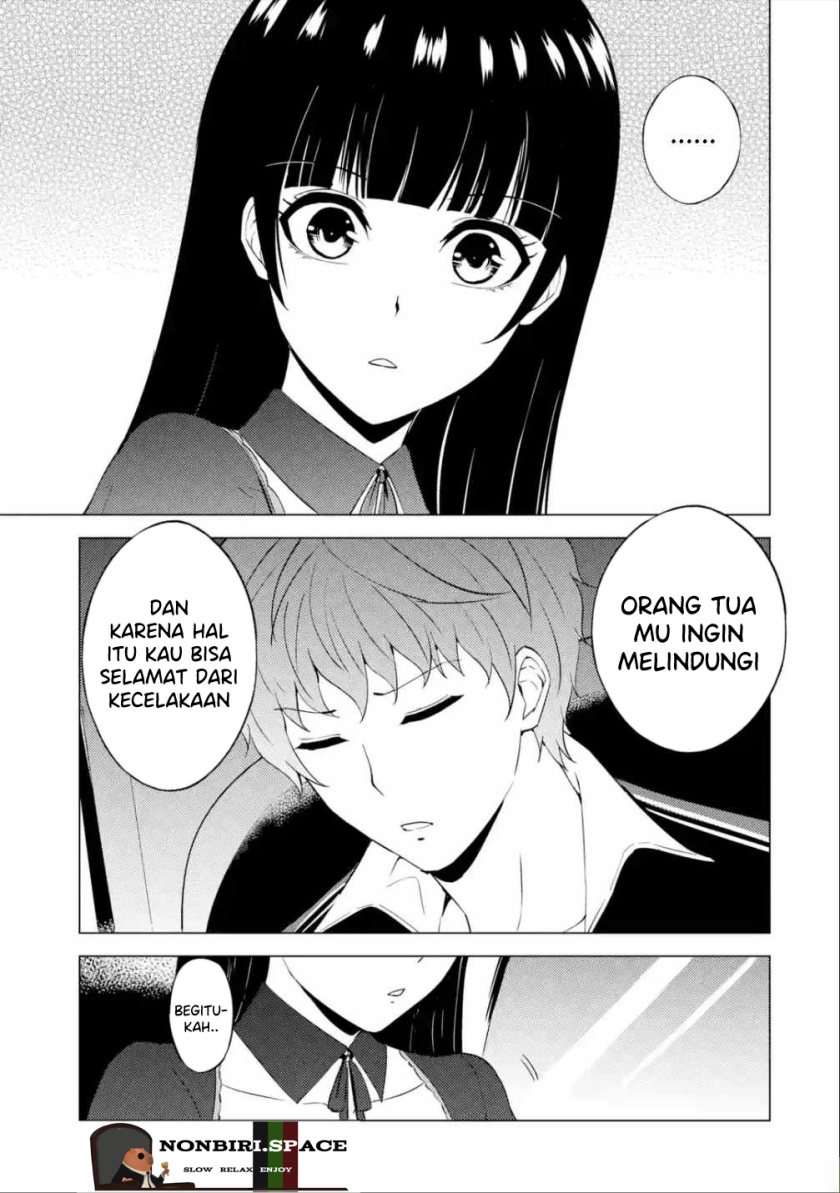 ......
ORANG TUA
MU INGIN
MELINDUNGI
DAN
KARENA HAL
ITU KAU BISA
SELAMAT DARI
KECELAKAAN
BEGITU-
KAH..
NONBIRI.SPACE
SLOW RELAX ENJOY